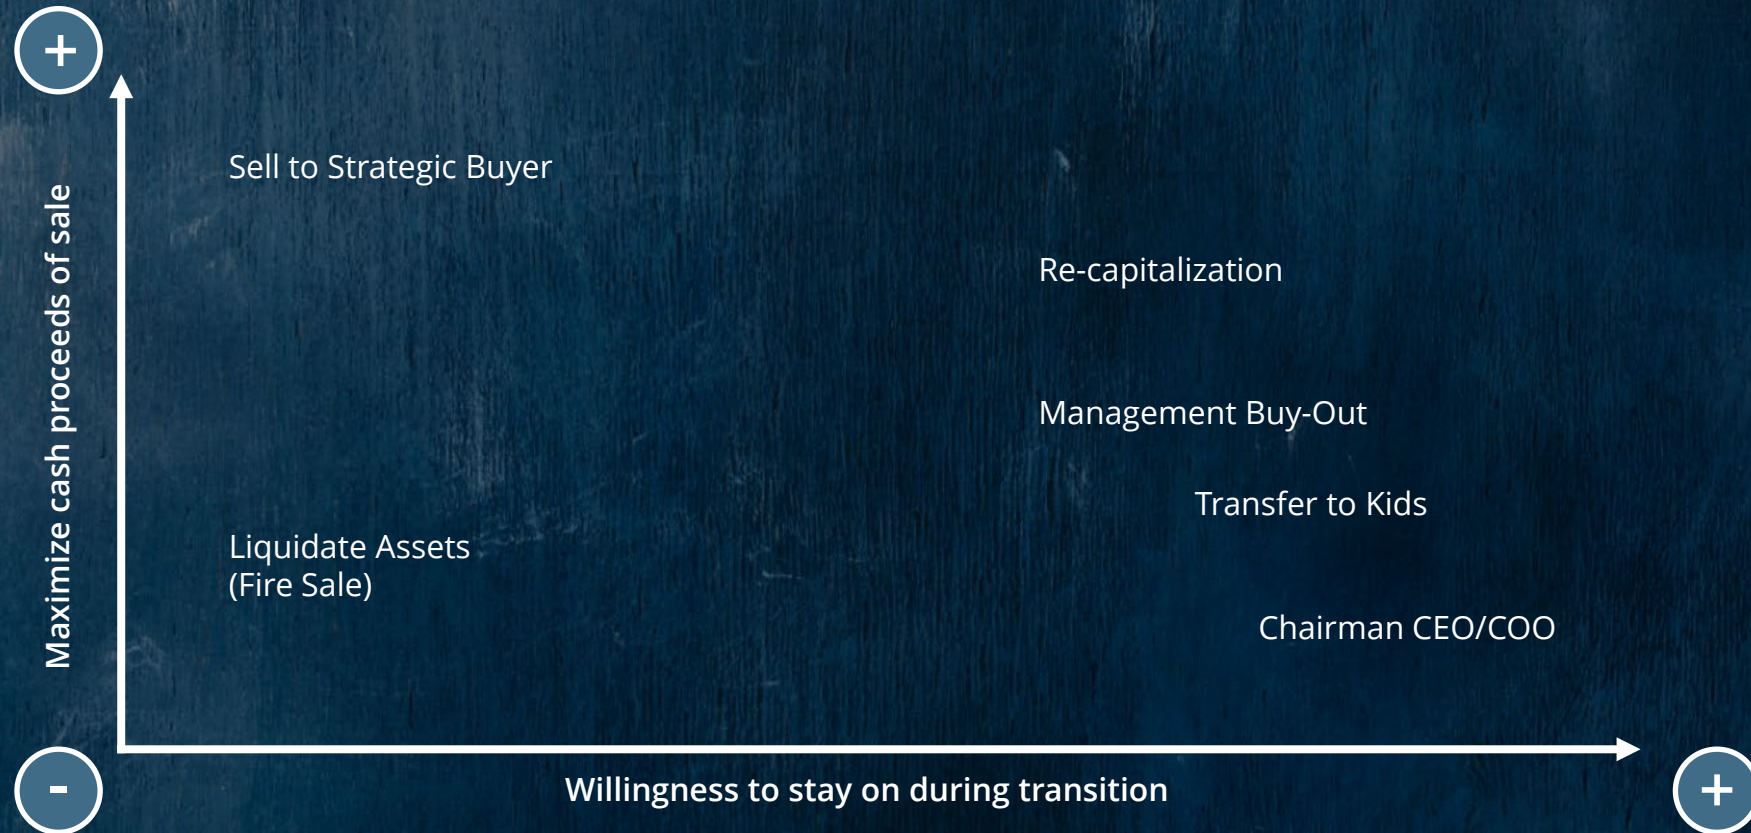 +
Sell to Strategic Buyer
Maximize cash proceeds of sale
Re-capitalization
Management Buy-Out
Transfer to Kids
Liquidate Assets
(Fire Sale)
Chairman CEO/COO
-
Willingness to stay on during transition
+